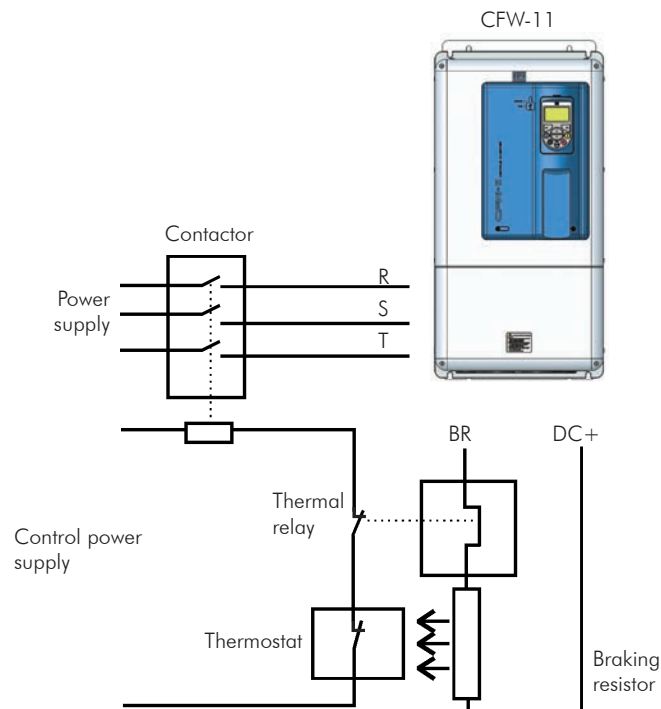 CFW-11
Contactor
Power
supply
R
S
T
BR
DC+
Thermal
relay
Control power
supply
Thermostat
Braking
resistor